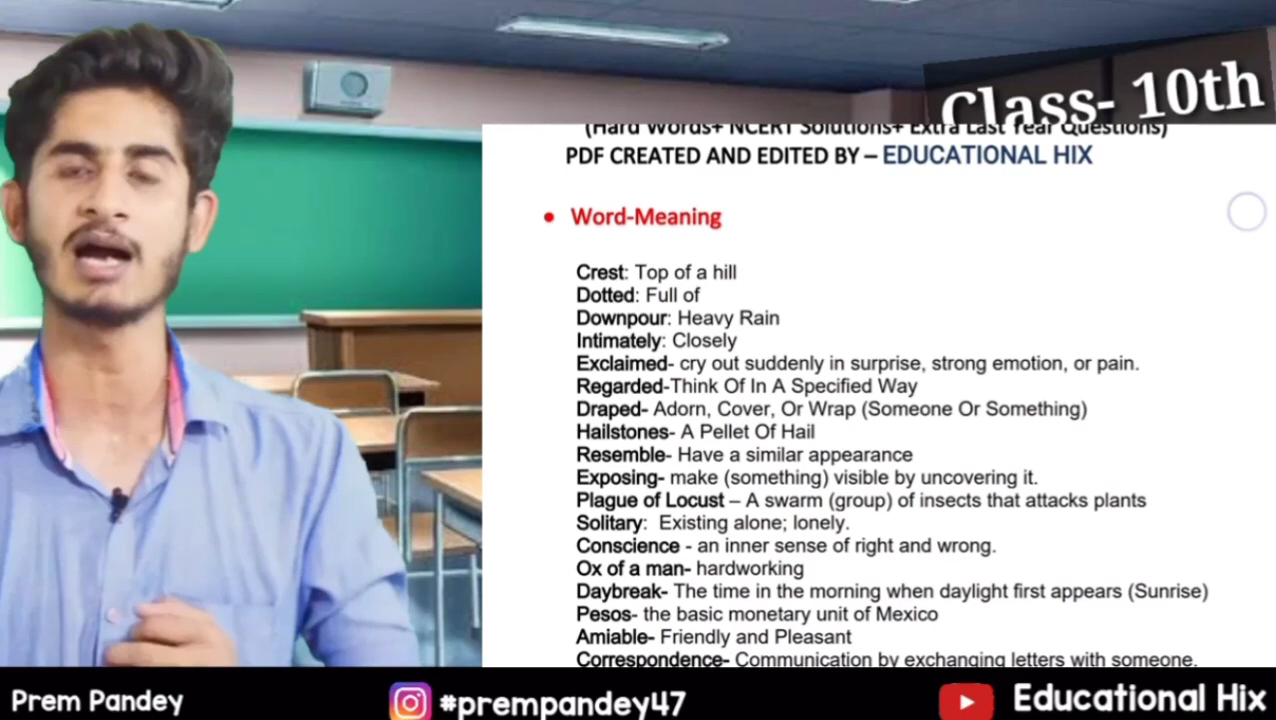 Class- 10th
(Hard Words+ NCERT Solutions+ Extra Last Year Questions)
PDF CREATED AND EDITED BY – EDUCATIONAL HIX
• Word-Meaning
Crest: Top of a hill
Dotted: Full of
Downpour: Heavy Rain
Intimately: Closely
Exclaimed- cry out suddenly in surprise, strong emotion, or pain.
Regarded-Think Of In A Specified Way
Draped- Adorn, Cover, Or Wrap (Someone Or Something)
Hailstones- A Pellet Of Hail
Resemble- Have a similar appearance
Exposing- make (something) visible by uncovering it.
Plague of Locust – A swarm (group) of insects that attacks plants
Solitary: Existing alone; lonely.
Conscience - an inner sense of right and wrong.
Ox of a man- hardworking
Daybreak- The time in the morning when daylight first appears (Sunrise)
Pesos- the basic monetary unit of Mexico
Amiable- Friendly and Pleasant
Correspondence- Communication by exchanging letters with someone.
Prem Pandey
#prempandey47
Educational Hix